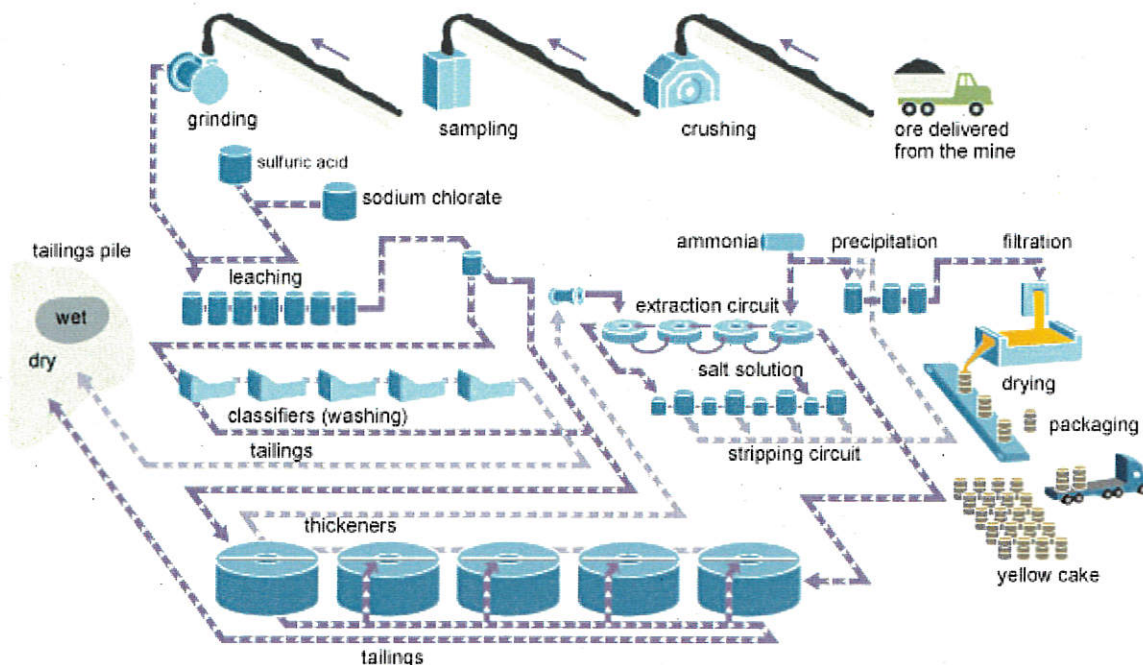 grinding
sampling
crushing
ore delivered
from the mine
sulfuric acid
sodium chlorate
tailings pile
leaching
ammonia
precipitation
filtration
wet
dry
extraction circuit
salt solution
drying
classifiers (washing)
tailings
stripping circuit
packaging
thickeners
yellow cake
tailings